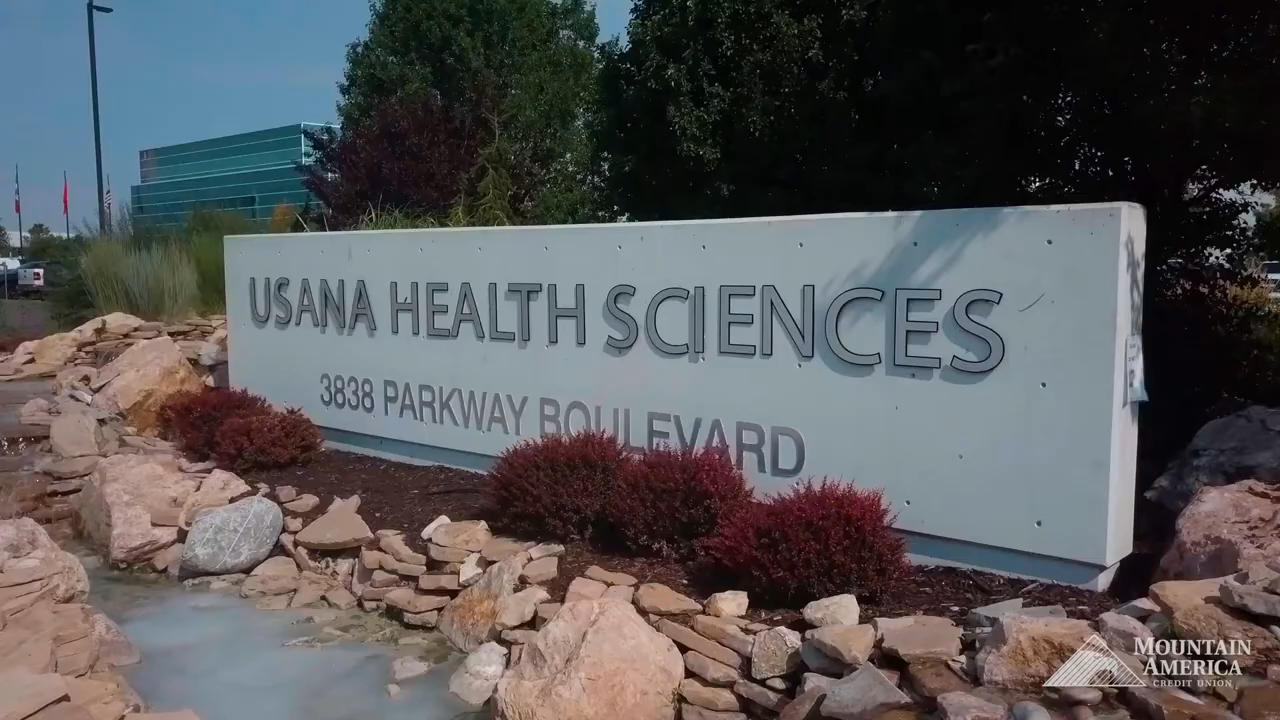 USANA HEALTH SCIENCES
3838 PARKWAY BOULEVARD
MOUNTAIN
AMERICA
CREDIT UNION